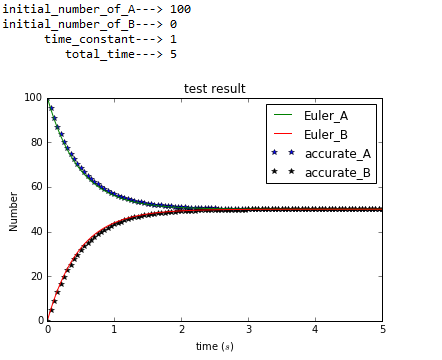 initial_number_of_A---> 100
initial_number_of_B---> 0
time_constant---> 1
total_time---> 5
test result
100
80
60
40
20
0
Number
Euler_A
Euler_B
accurate_A
accurate_B
0 1 2 3 4 5
time (s)